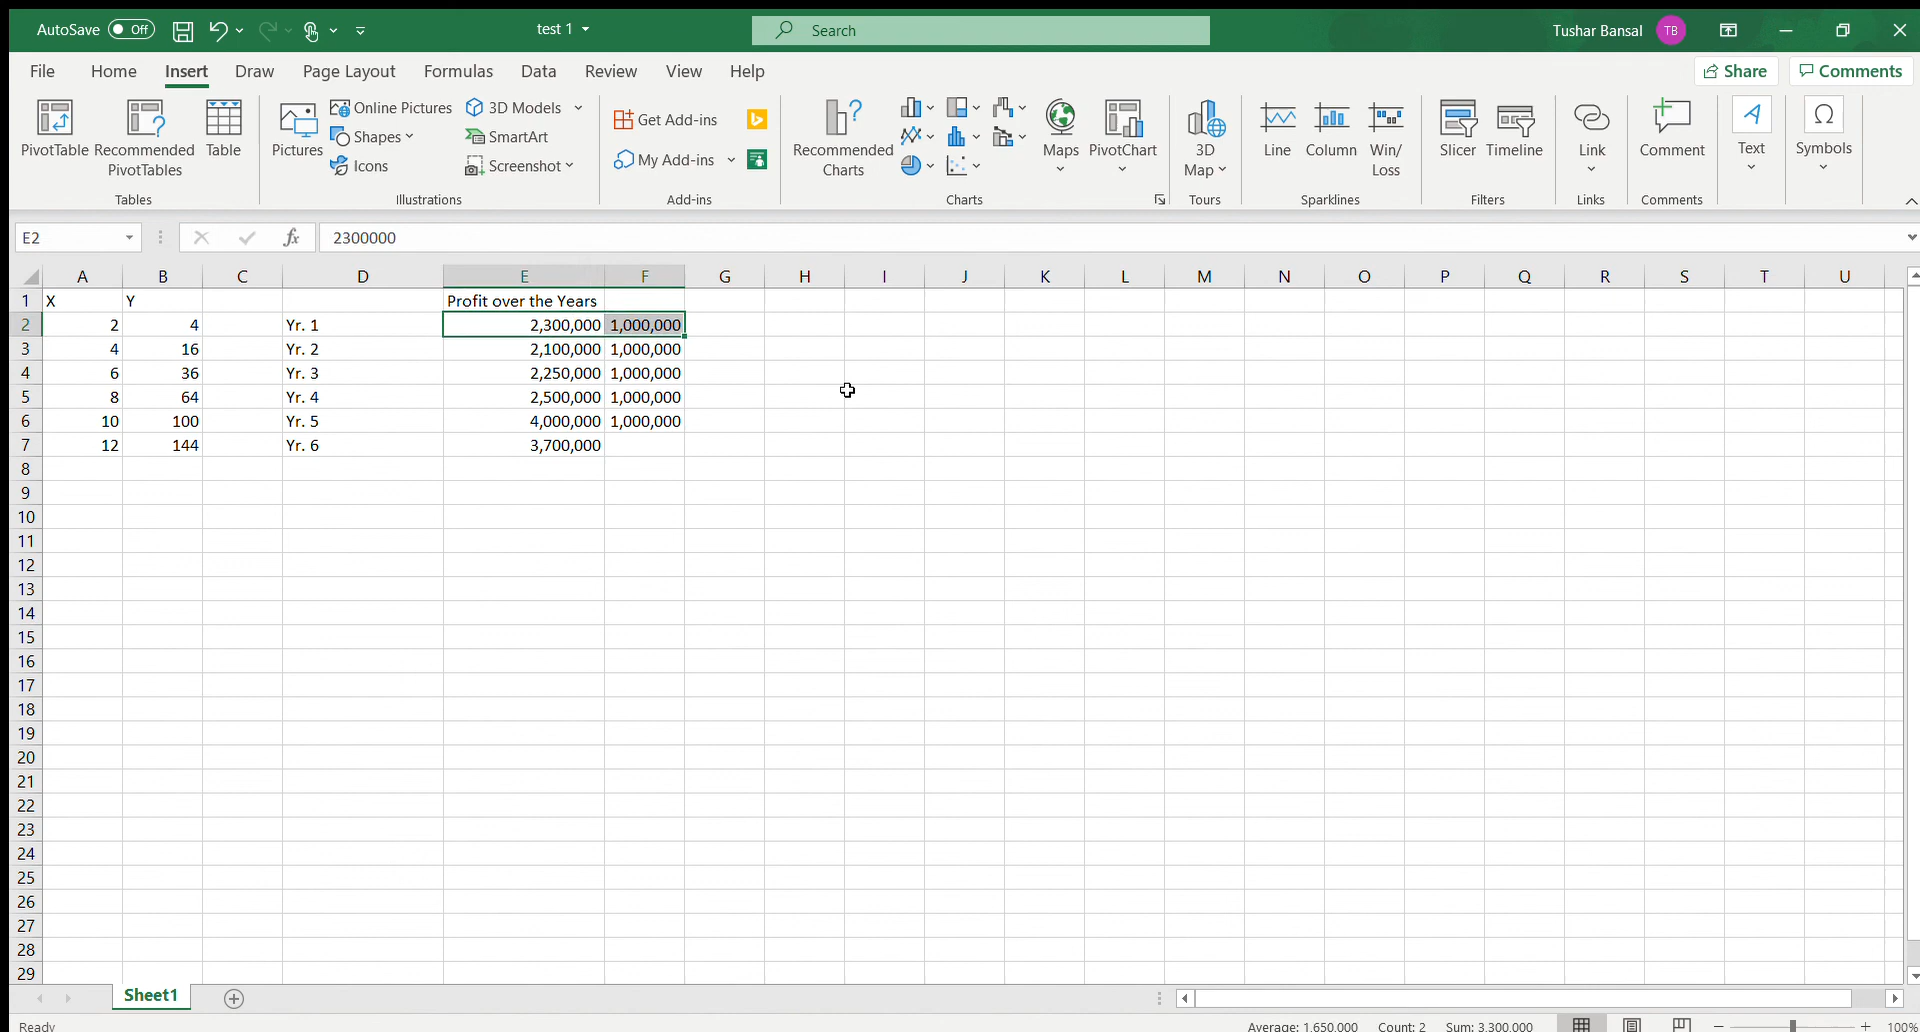 AutoSave Off test 1 Search Tushar Bansal TB
File Home Insert Draw Page Layout Formulas Data Review View Help Share Comments
PivotTable Recommended PivotTables Table
Tables
Pictures Online Pictures Shapes Icons 3D Models SmartArt Screenshot
Illustrations
Get Add-ins My Add-ins
Add-ins
Recommended Charts Maps PivotChart
Charts
3D Map
Tours
Line Column Win/ Loss
Sparklines
Slicer Timeline
Filters
Link
Links
Comment
Comments
A Text Ω Symbols
E2 fx 2300000
A B C D E F G H I J K L M N O P Q R S T U
1 X Y Profit over the Years
2 2 4 Yr. 1 2,300,000 1,000,000
3 4 16 Yr. 2 2,100,000 1,000,000
4 6 36 Yr. 3 2,250,000 1,000,000
5 8 64 Yr. 4 2,500,000 1,000,000
6 10 100 Yr. 5 4,000,000 1,000,000
7 12 144 Yr. 6 3,700,000
8
9
10
11
12
13
14
15
16
17
18
19
20
21
22
23
24
25
26
27
28
29
Sheet1
Ready Average: 1,650,000 Count: 2 Sum: 3,300,000 100%